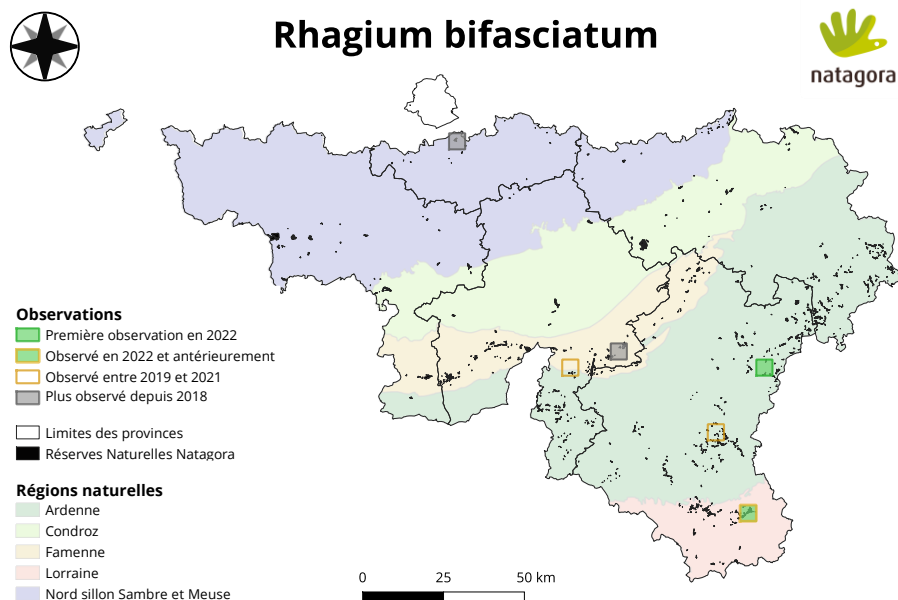 Rhagium bifasciatum
natagora
Observations
Première observation en 2022
Observé en 2022 et antérieurement
Observé entre 2019 et 2021
Plus observé depuis 2018
Limites des provinces
Réserves Naturelles Natagora
Régions naturelles
Ardenne
Condroz
Famenne
Lorraine
Nord sillon Sambre et Meuse
0 25 50 km